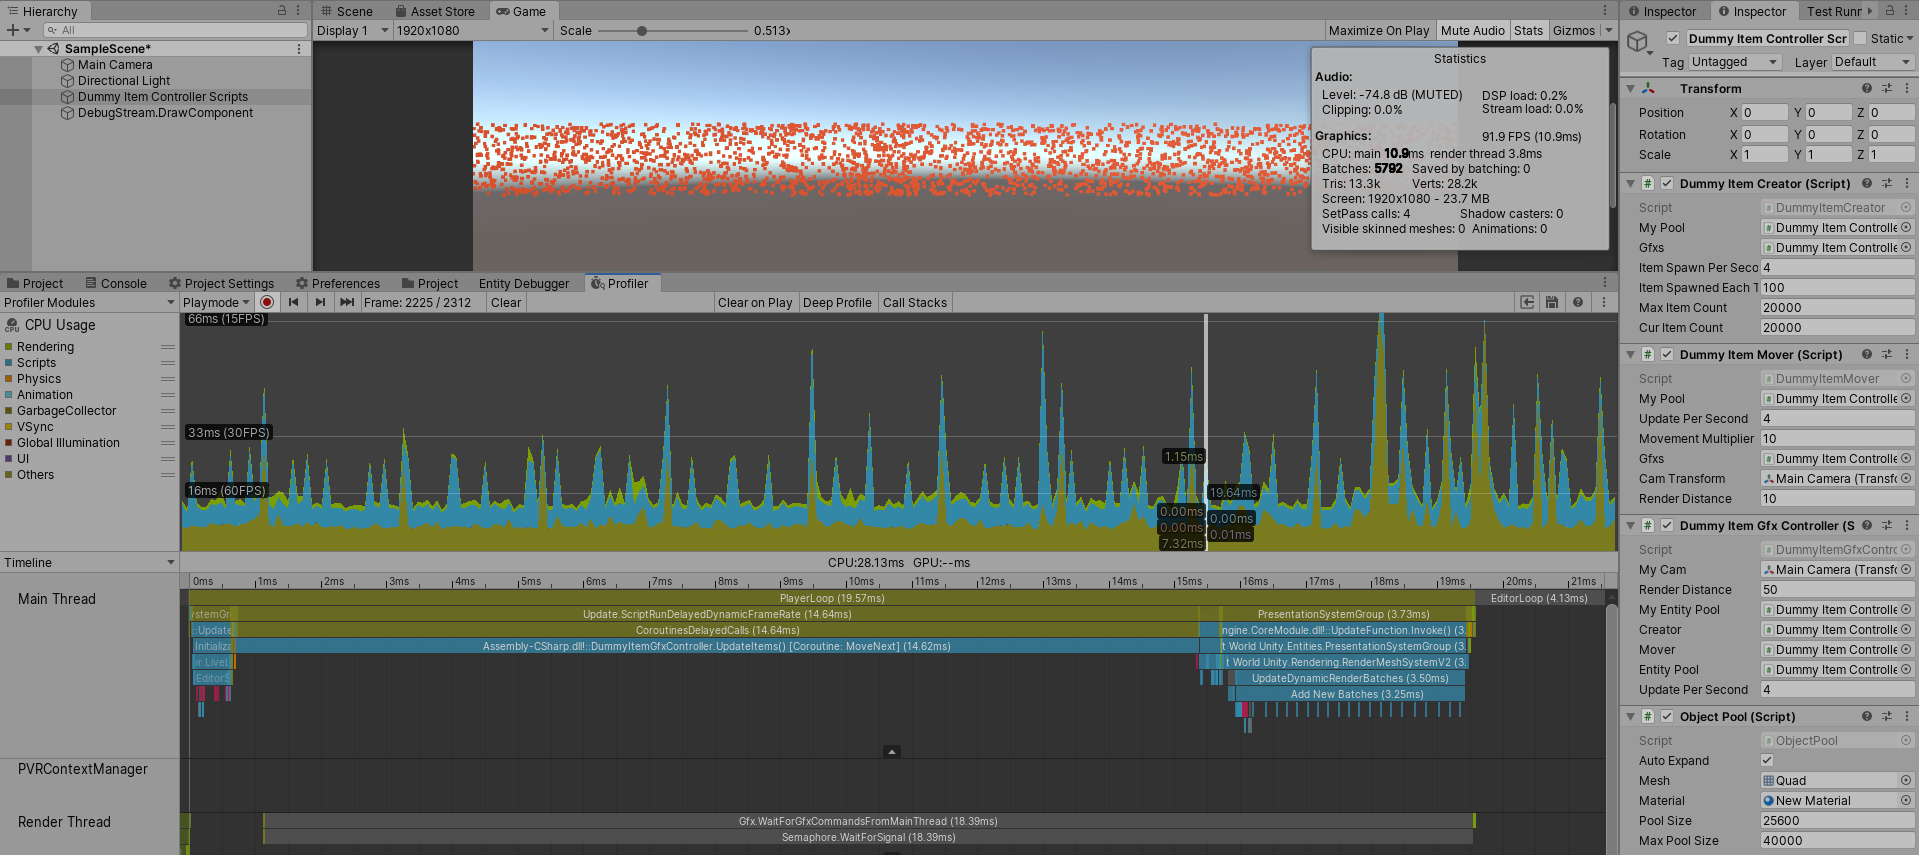 Hierarchy
All
SampleScene*
Main Camera
Directional Light
Dummy Item Controller Scripts
DebugStream.DrawComponent
Scene Asset Store Game
Display 1 1920x1080 Scale 0.513x Maximize On Play Mute Audio Stats Gizmos
Statistics
Audio:
Level: -74.8 dB (MUTED) DSP load: 0.2%
Clipping: 0.0% Stream load: 0.0%
Graphics: 91.9 FPS (10.9ms)
CPU: main 10.9ms render thread 3.8ms
Batches: 5792 Saved by batching: 0
Tris: 13.3k Verts: 28.2k
Screen: 1920x1080 - 23.7 MB
SetPass calls: 4 Shadow casters: 0
Visible skinned meshes: 0 Animations: 0
Project Console Project Settings Preferences Project Entity Debugger Profiler
Profiler Modules Playmode Frame: 2225 / 2312 Clear Clear on Play Deep Profile Call Stacks
CPU Usage
Rendering
Scripts
Physics
Animation
GarbageCollector
VSync
Global Illumination
UI
Others
66ms (15FPS)
33ms (30FPS)
16ms (60FPS)
1.15ms
19.64ms
0.00ms
0.00ms
0.00ms
0.01ms
7.32ms
Timeline CPU:28.13ms GPU:--ms
0ms 1ms 2ms 3ms 4ms 5ms 6ms 7ms 8ms 9ms 10ms 11ms 12ms 13ms 14ms 15ms 16ms 17ms 18ms 19ms 20ms 21ms
Main Thread
PlayerLoop (19.57ms) EditorLoop (4.13ms)
ystemGr Update.ScriptRunDelayedDynamicFrameRate (14.64ms) PresentationSystemGroup (3.73ms)
:Update CoroutinesDelayedCalls (14.64ms) ngine.CoreModule.dll!::UpdateFunction.Invoke() (3.
Initializa Assembly-CSharp.dll!::DummyItemGfxController.UpdateItems() [Coroutine: MoveNext] (14.62ms) t World Unity.Entities.PresentationSystemGroup (3.
r.LiveL t World Unity.Rendering.RenderMeshSystemV2 (3.
EditorS UpdateDynamicRenderBatches (3.50ms)
Add New Batches (3.25ms)
PVRContextManager
Render Thread
Gfx.WaitForGfxCommandsFromMainThread (18.39ms)
Semaphore.WaitForSignal (18.39ms)
Inspector Inspector Test Runn
Dummy Item Controller Scr Static
Tag Untagged Layer Default
Transform
Position X 0 Y 0 Z 0
Rotation X 0 Y 0 Z 0
Scale X 1 Y 1 Z 1
# Dummy Item Creator (Script)
Script DummyItemCreator
My Pool Dummy Item Controlle
Gfxs Dummy Item Controlle
Item Spawn Per Seco 4
Item Spawned Each T 100
Max Item Count 20000
Cur Item Count 20000
# Dummy Item Mover (Script)
Script DummyItemMover
My Pool Dummy Item Controlle
Update Per Second 4
Movement Multiplier 10
Gfxs Dummy Item Controlle
Cam Transform Main Camera (Transfo
Render Distance 10
# Dummy Item Gfx Controller (S
Script DummyItemGfxContro
My Cam Main Camera (Transfo
Render Distance 50
My Entity Pool Dummy Item Controlle
Creator Dummy Item Controlle
Mover Dummy Item Controlle
Entity Pool Dummy Item Controlle
Update Per Second 4
# Object Pool (Script)
Script ObjectPool
Auto Expand
Mesh Quad
Material New Material
Pool Size 25600
Max Pool Size 40000